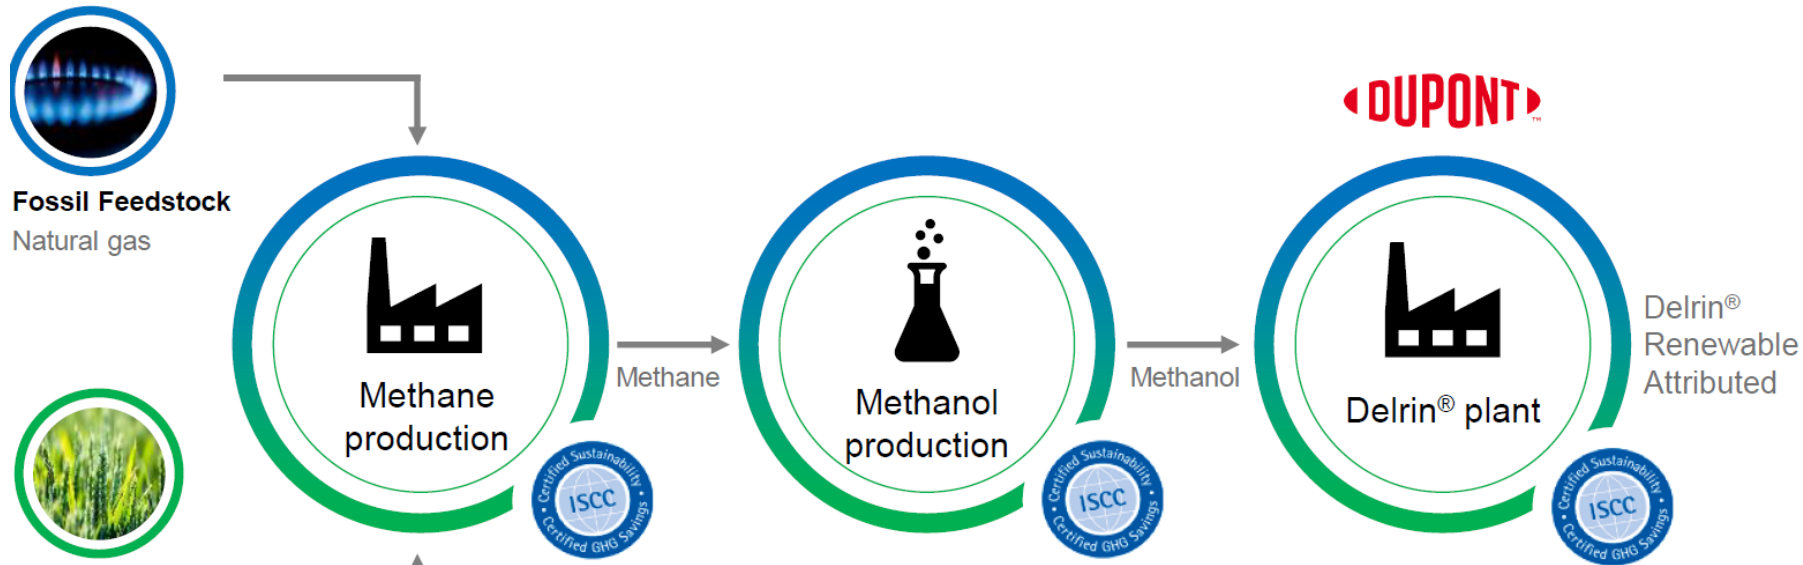 DUPONT™
Fossil Feedstock
Natural gas
Methane
production
Methane
Methanol
production
Methanol
Delrin® plant
Delrin®
Renewable
Attributed
Certified Sustainability •
ISCC
• Certified GHG Savings
Certified Sustainability •
ISCC
• Certified GHG Savings
Certified Sustainability •
ISCC
• Certified GHG Savings